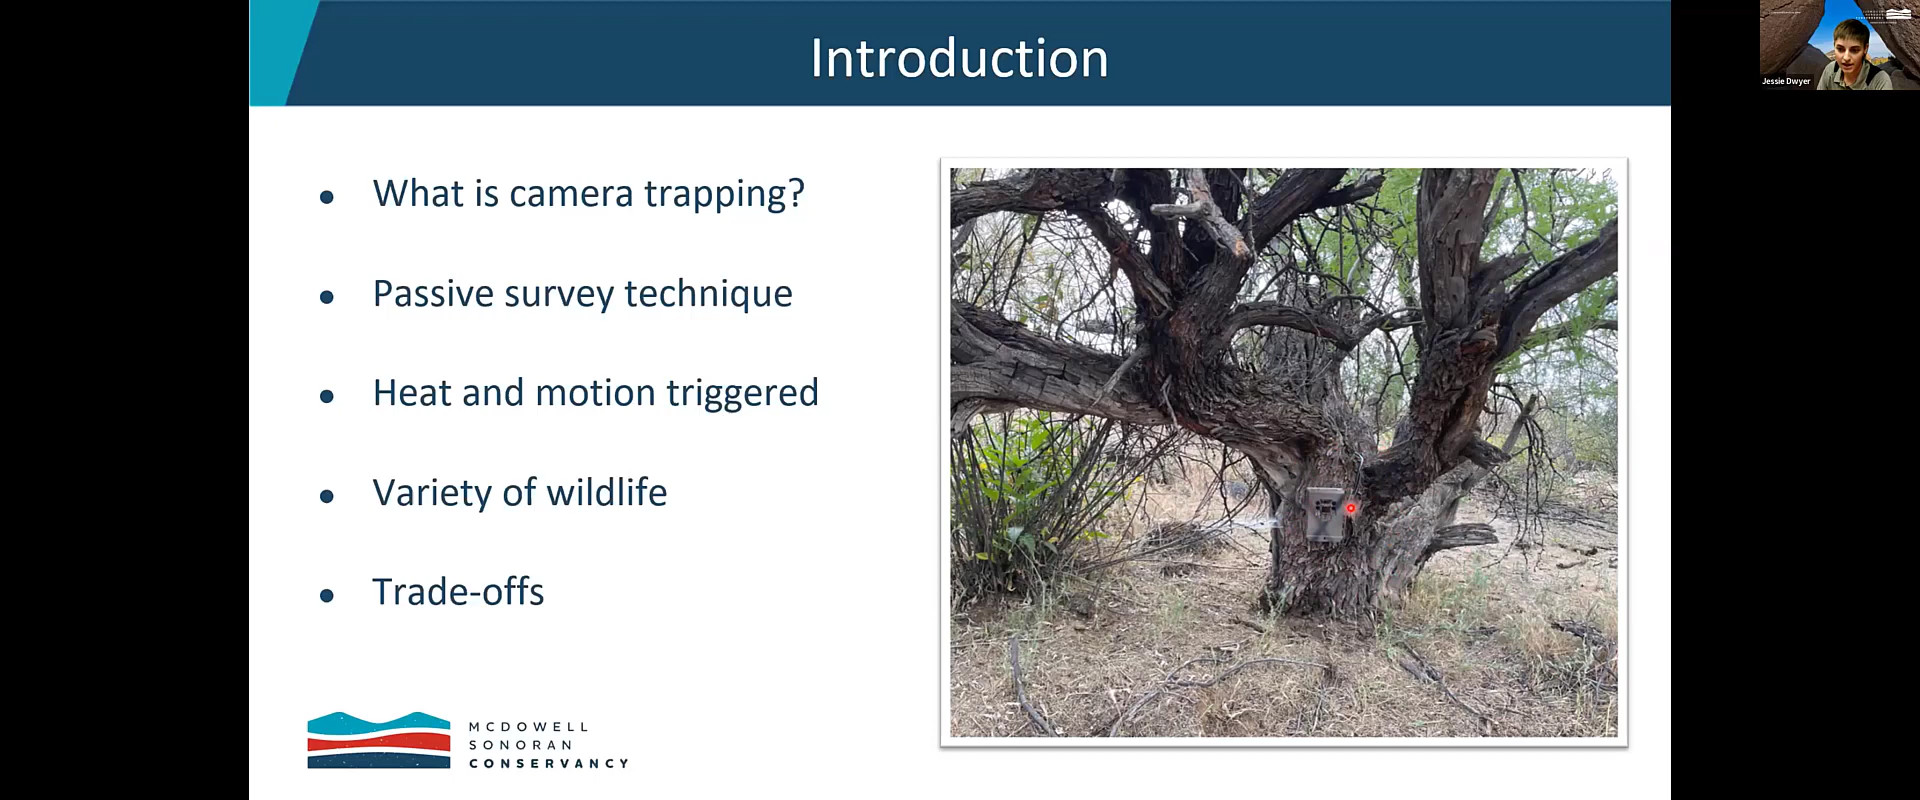 Introduction
Jessie Dwyer
• What is camera trapping?
• Passive survey technique
• Heat and motion triggered
• Variety of wildlife
• Trade-offs
MCDOWELL
SONORAN
CONSERVANCY